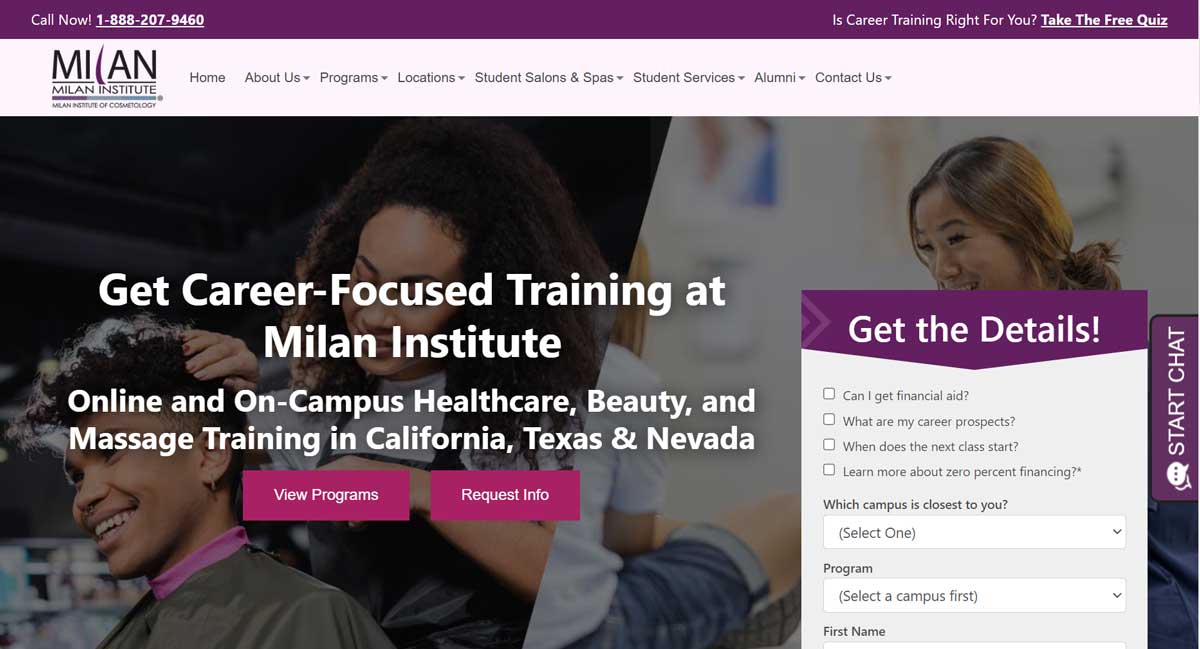 Call Now! 1-888-207-9460
Is Career Training Right For You? Take The Free Quiz
MILAN
MILAN INSTITUTE
MILAN INSTITUTE OF COSMETOLOGY
®
Home About Us Programs Locations Student Salons & Spas Student Services Alumni Contact Us
Get Career-Focused Training at
Milan Institute
Online and On-Campus Healthcare, Beauty, and
Massage Training in California, Texas & Nevada
View Programs
Request Info
Get the Details!
Can I get financial aid?
What are my career prospects?
When does the next class start?
Learn more about zero percent financing?*
Which campus is closest to you?
(Select One)
Program
(Select a campus first)
First Name
START CHAT